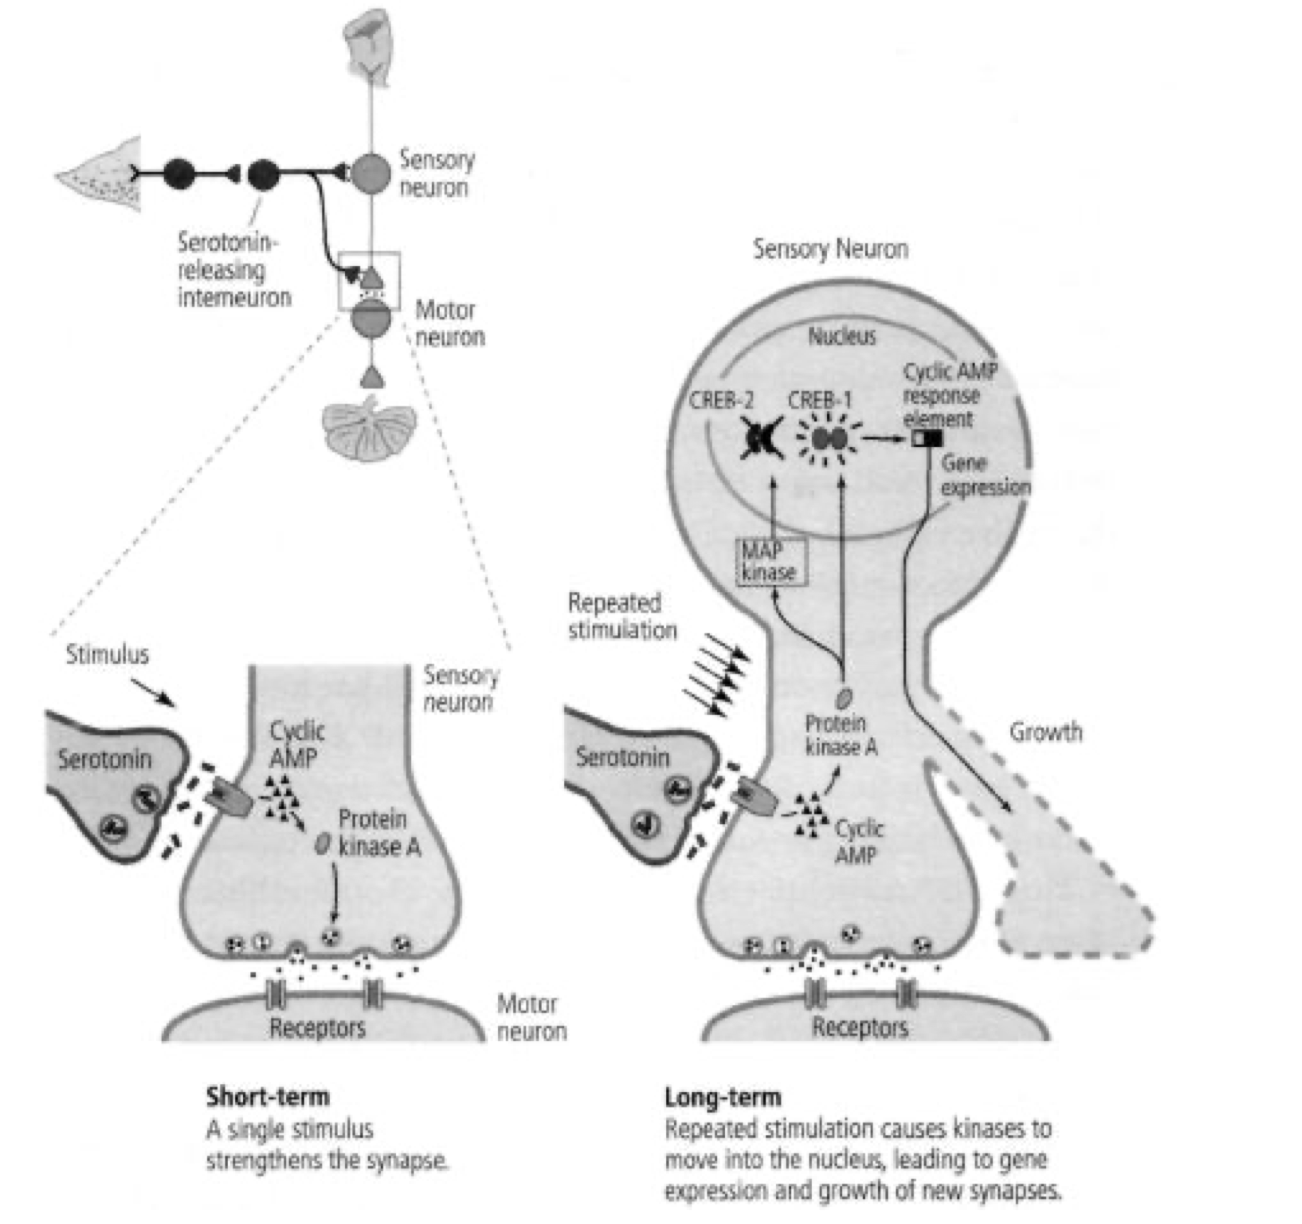 Sensory
neuron
Serotonin-
releasing
interneuron
Motor
neuron
Stimulus
Sensory
neuron
Cyclic
AMP
Serotonin
Protein
kinase A
Motor
neuron
Receptors
Short-term
A single stimulus
strengthens the synapse.
Sensory Neuron
Nucleus
Cyclic AMP
response
element
CREB-2
CREB-1
Gene
expression
MAP
kinase
Repeated
stimulation
Protein
kinase A
Growth
Serotonin
Cyclic
AMP
Receptors
Long-term
Repeated stimulation causes kinases to
move into the nucleus, leading to gene
expression and growth of new synapses.